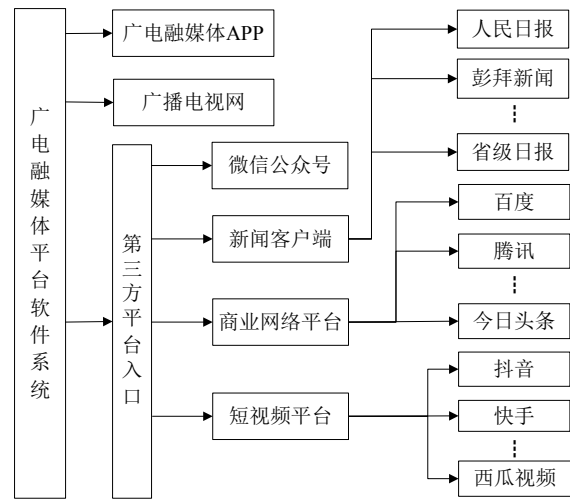 广电融媒体平台软件系统
广电融媒体APP
广播电视网
第三方平台入口
微信公众号
新闻客户端
商业网络平台
短视频平台
人民日报
彭拜新闻
省级日报
百度
腾讯
今日头条
抖音
快手
西瓜视频